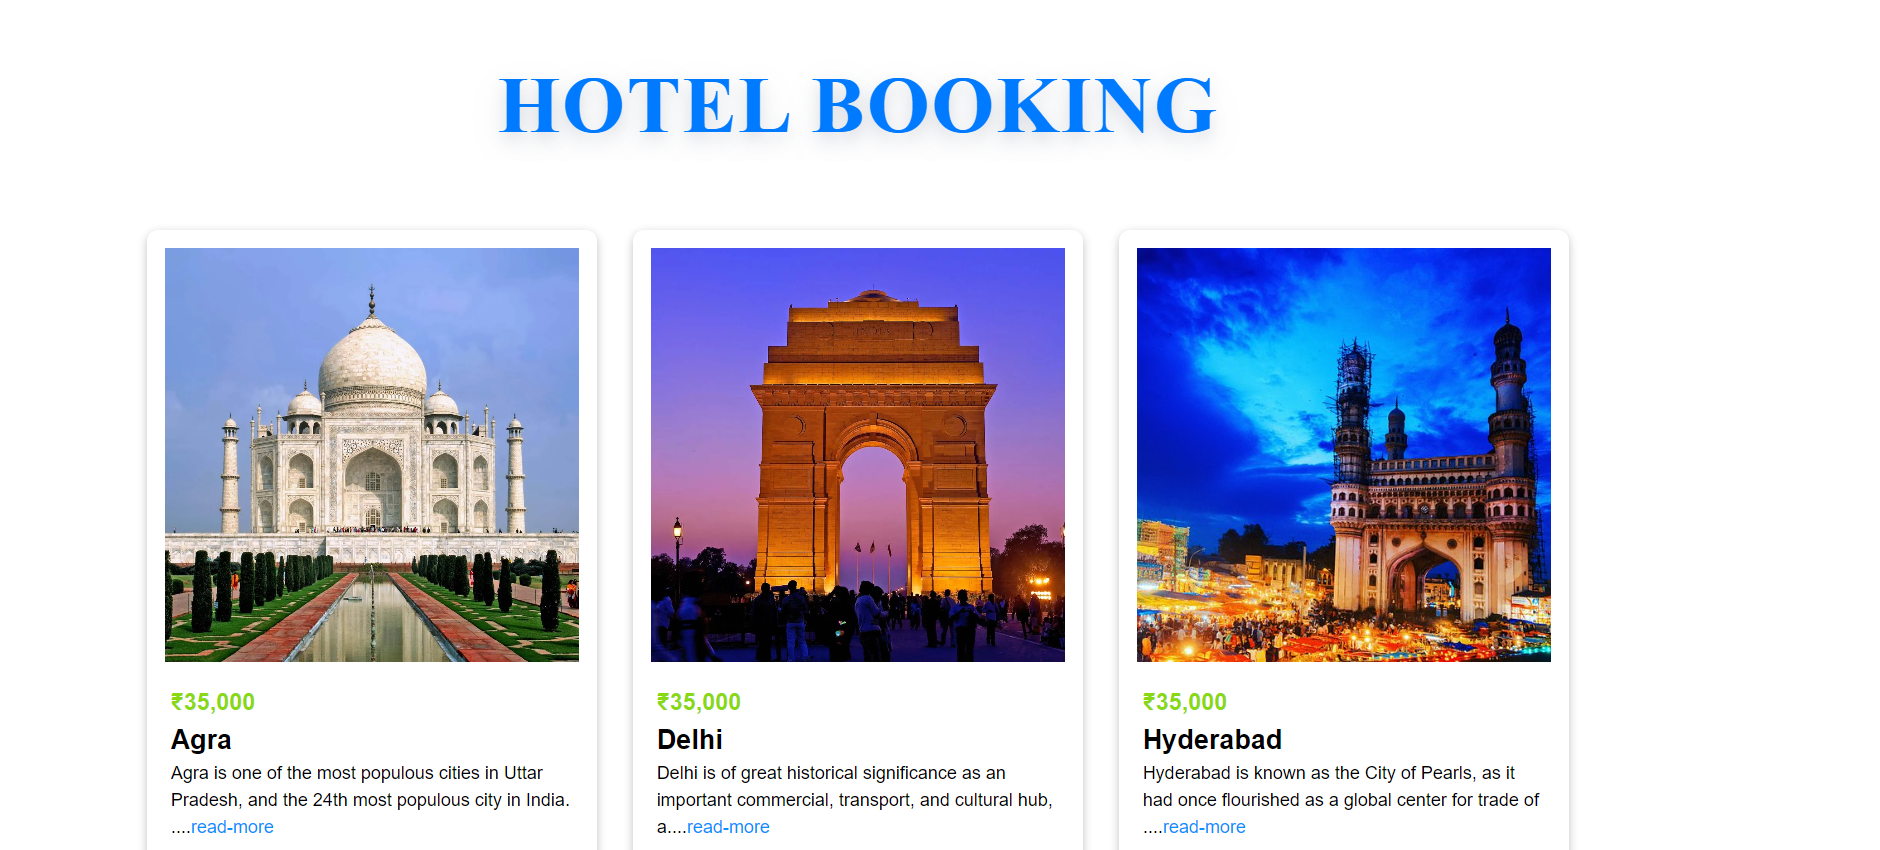 HOTEL BOOKING
₹35,000
Agra
Agra is one of the most populous cities in Uttar
Pradesh, and the 24th most populous city in India.
....read-more
₹35,000
Delhi
Delhi is of great historical significance as an
important commercial, transport, and cultural hub,
a....read-more
₹35,000
Hyderabad
Hyderabad is known as the City of Pearls, as it
had once flourished as a global center for trade of
....read-more